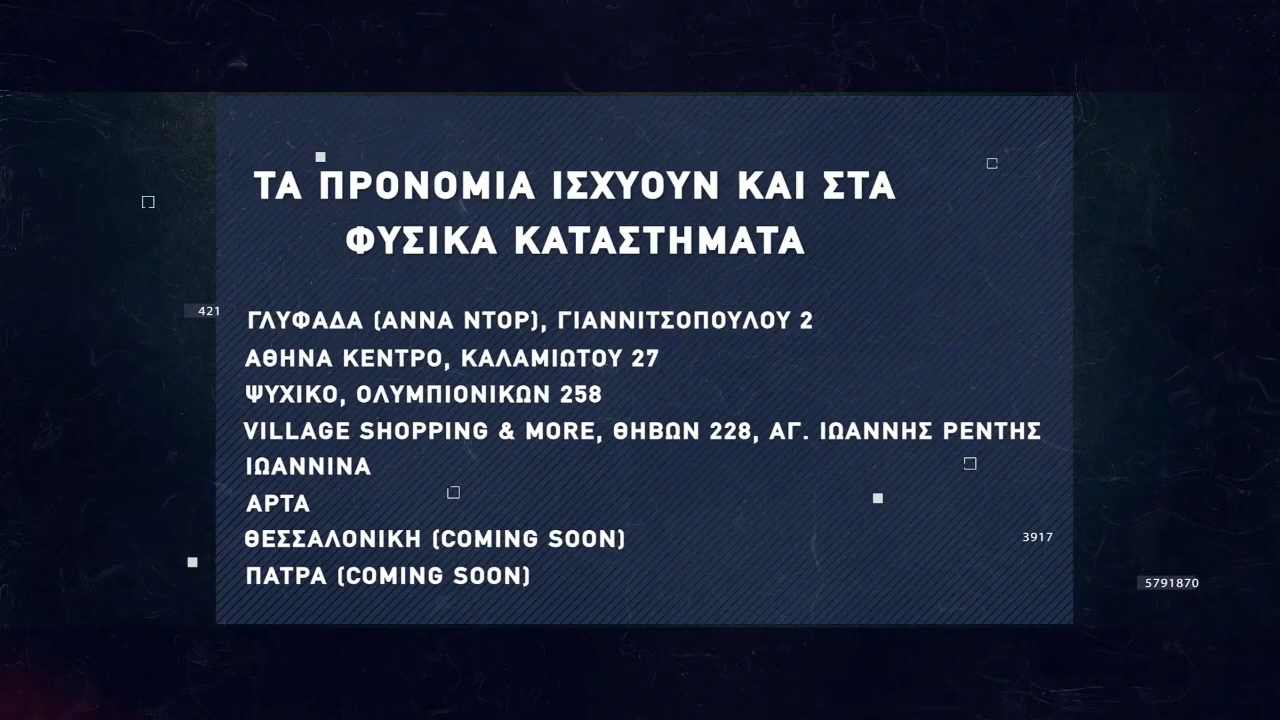 ΤΑ ΠΡΟΝΟΜΙΑ ΙΣΧΥΟΥΝ ΚΑΙ ΣΤΑ
ΦΥΣΙΚΑ ΚΑΤΑΣΤΗΜΑΤΑ
421
ΓΛΥΦΑΔΑ (ΑΝΝΑ ΝΤΟΡ), ΓΙΑΝΝΙΤΣΟΠΟΥΛΟΥ 2
ΑΘΗΝΑ ΚΕΝΤΡΟ, ΚΑΛΑΜΙΩΤΟΥ 27
ΨΥΧΙΚΟ, ΟΛΥΜΠΙΟΝΙΚΩΝ 258
VILLAGE SHOPPING & MORE, ΘΗΒΩΝ 228, ΑΓ. ΙΩΑΝΝΗΣ ΡΕΝΤΗΣ
ΙΩΑΝΝΙΝΑ
ΑΡΤΑ
ΘΕΣΣΑΛΟΝΙΚΗ (COMING SOON)
3917
ΠΑΤΡΑ (COMING SOON)
5791870